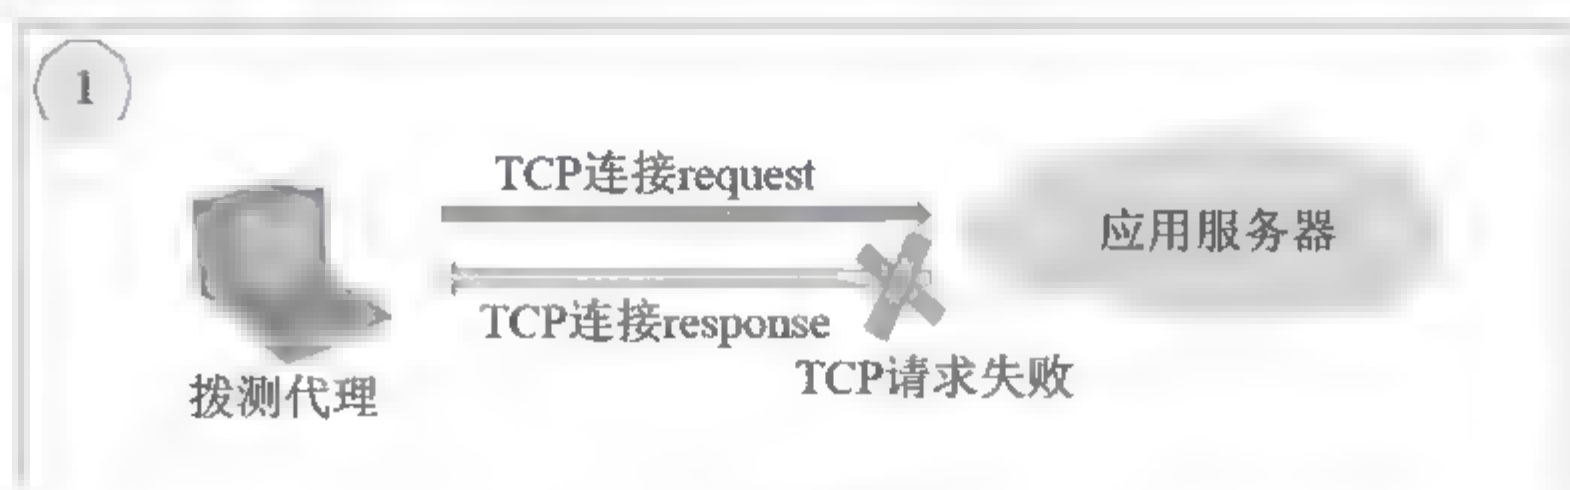 1
TCP连接request
应用服务器
TCP连接response
TCP请求失败
拨测代理